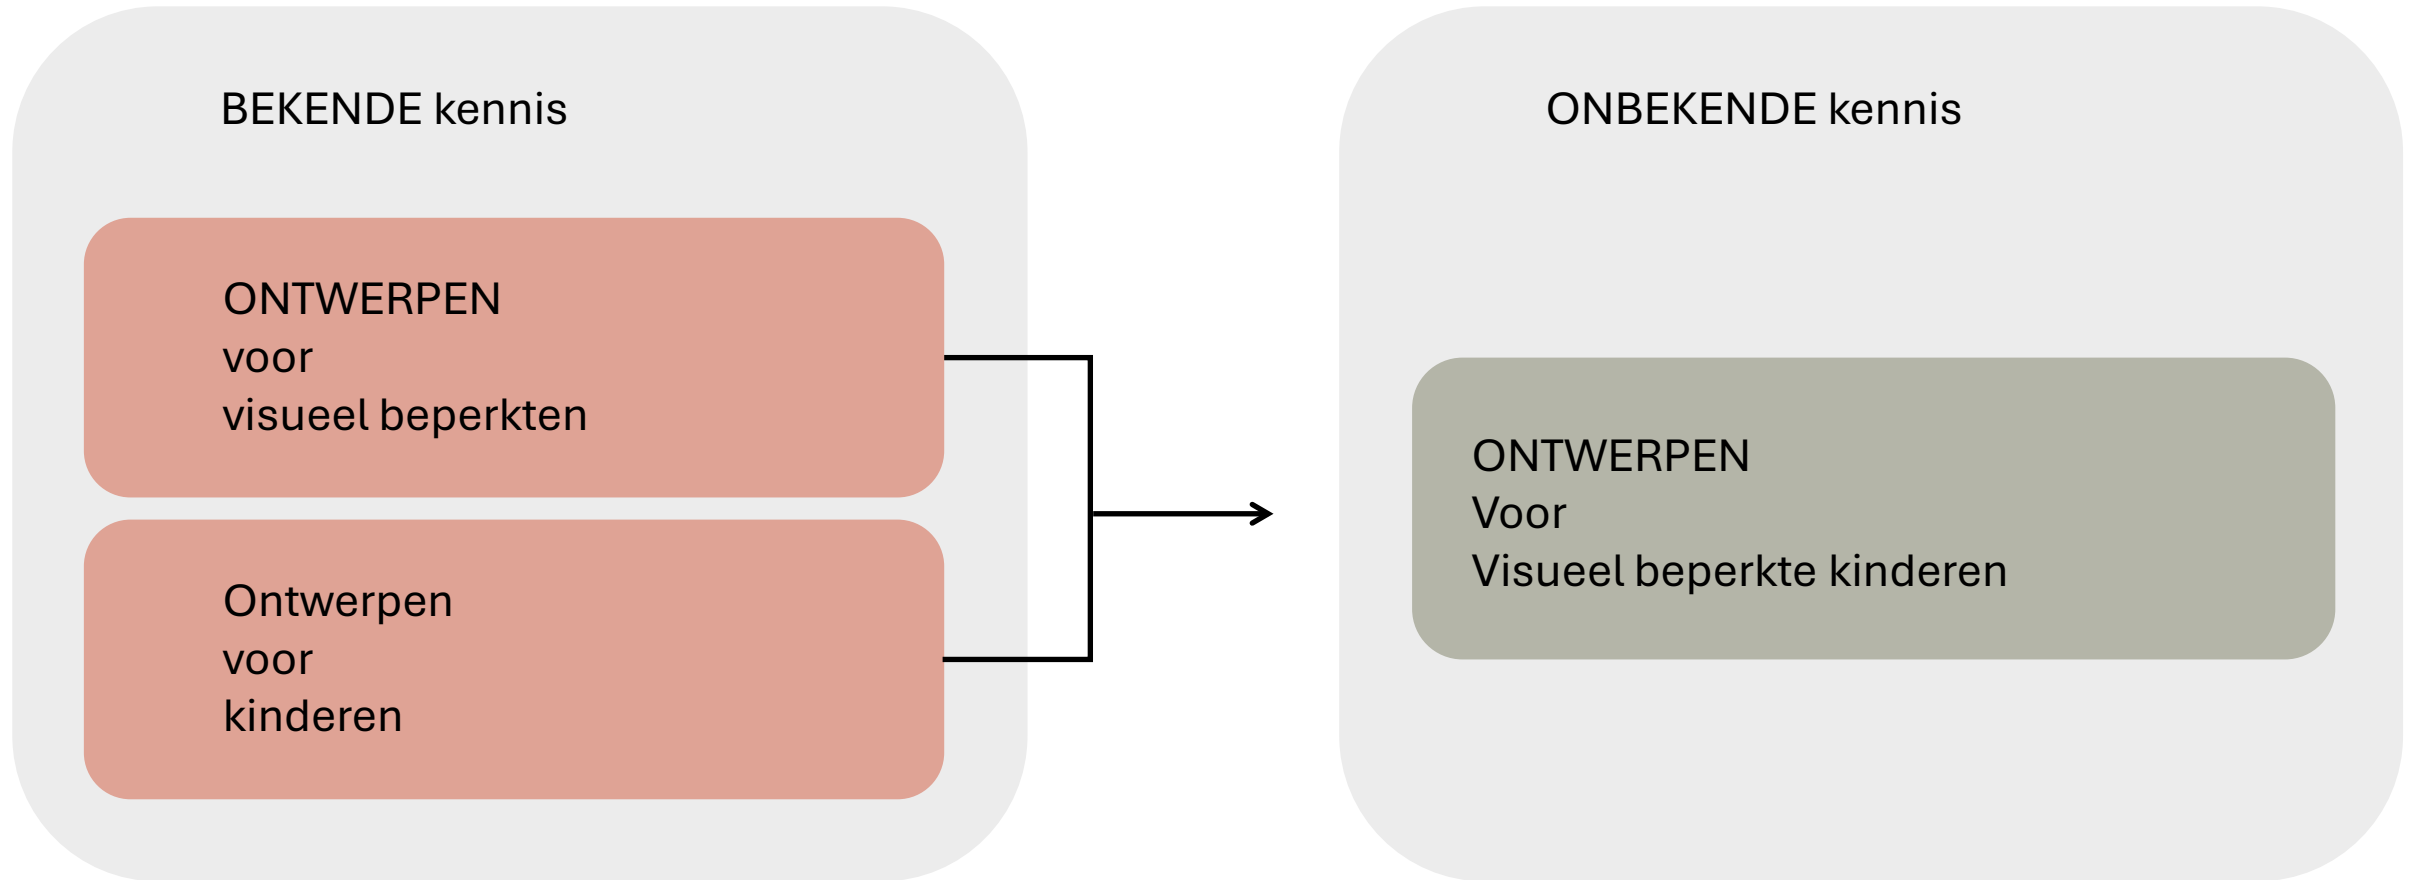 BEKENDE kennis
ONTWERPEN
voor
visueel beperkten
Ontwerpen
voor
kinderen
ONBEKENDE kennis
ONTWERPEN
Voor
Visueel beperkte kinderen